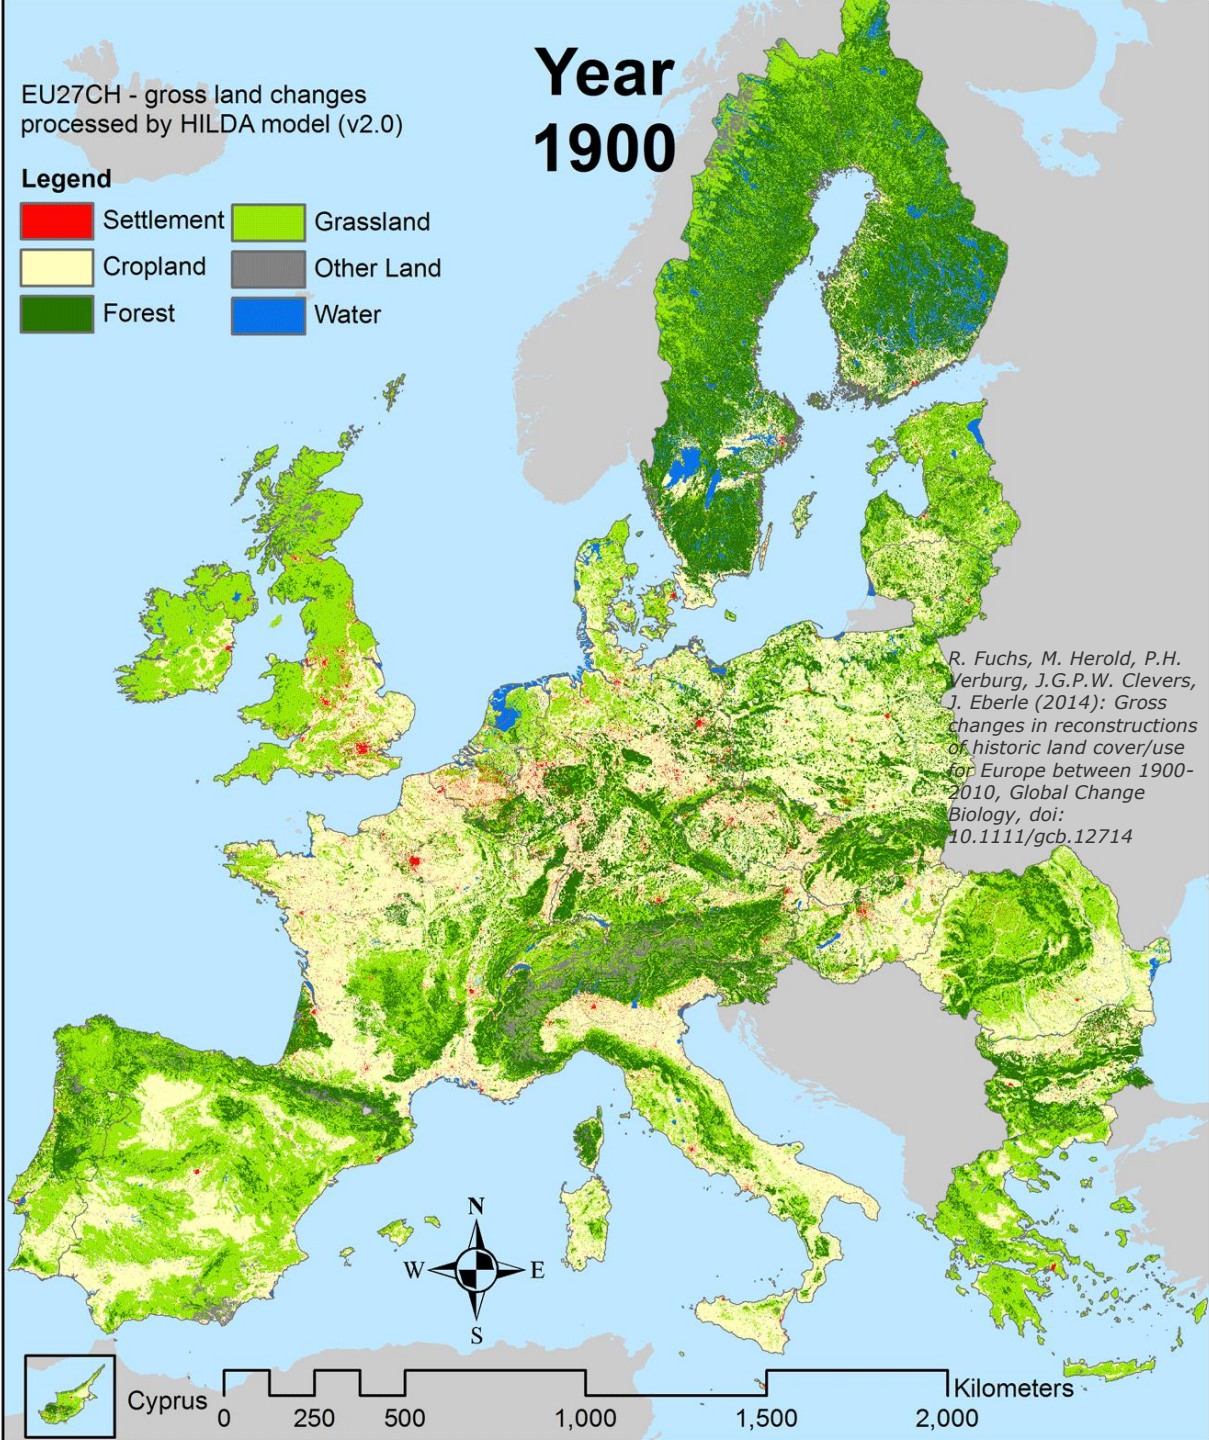 Year
1900
EU27CH - gross land changes
processed by HILDA model (v2.0)
Legend
Settlement
Grassland
Cropland
Other Land
Forest
Water
R. Fuchs, M. Herold, P.H.
Verburg, J.G.P.W. Clevers,
J. Eberle (2014): Gross
changes in reconstructions
of historic land cover/use
for Europe between 1900-
2010, Global Change
Biology, doi:
10.1111/gcb.12714
N
W
E
S
Cyprus
Kilometers
0
250
500
1,000
1,500
2,000